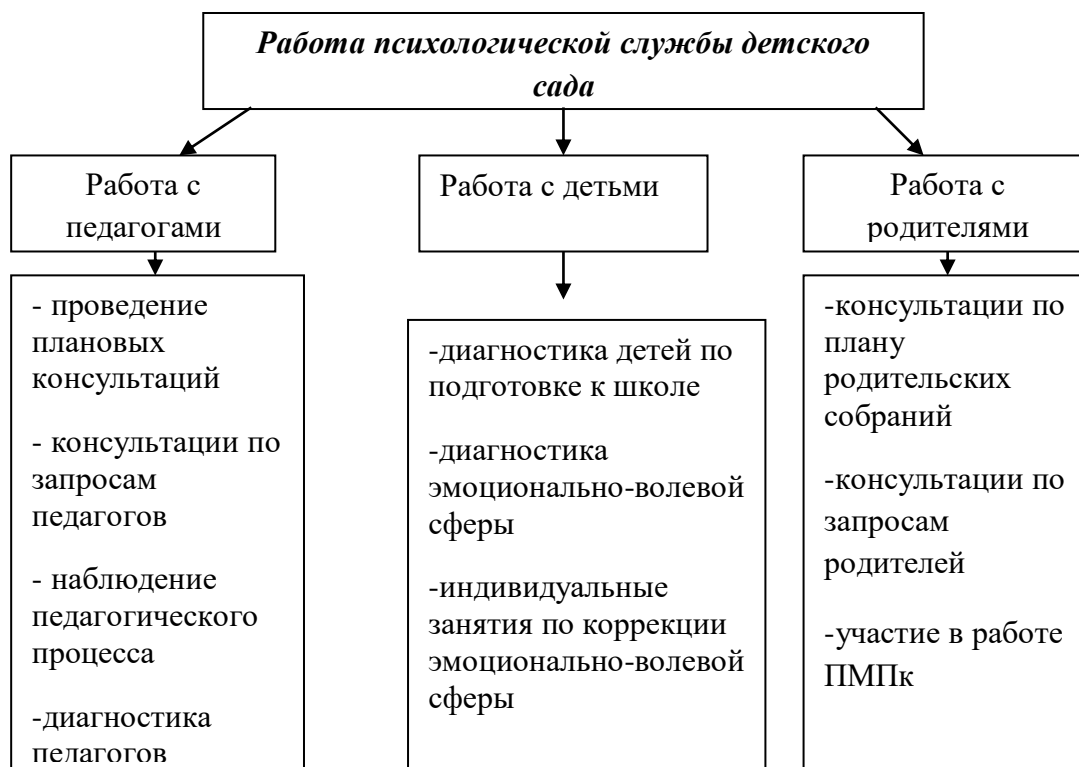 Работа психологической службы детского
сада
Работа с
педагогами
Работа с детьми
Работа с
родителями
- проведение
плановых
консультаций
- консультации по
запросам
педагогов
- наблюдение
педагогического
процесса
-диагностика
педагогов
-диагностика детей по
подготовке к школе
-диагностика
эмоционально-волевой
сферы
-индивидуальные
занятия по коррекции
эмоционально-волевой
сферы
-консультации по
плану
родительских
собраний
-консультации по
запросам
родителей
-участие в работе
ПМПк